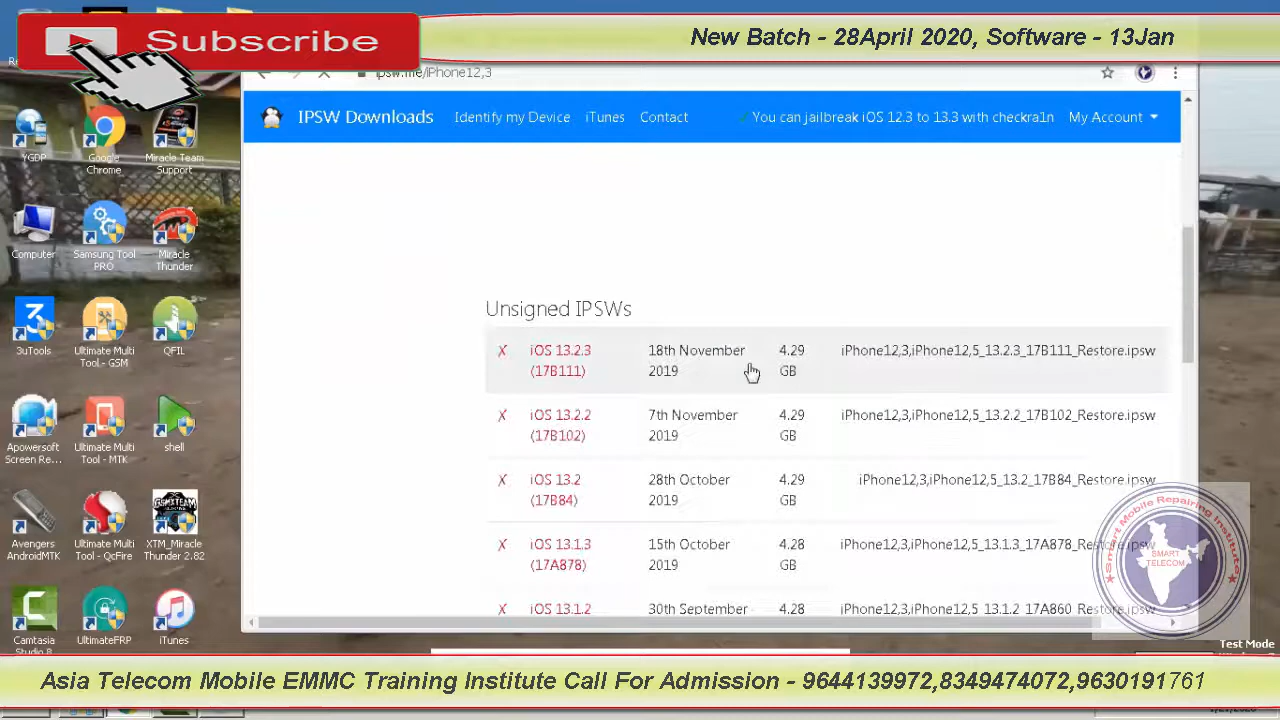 Subscribe
New Batch - 28April 2020, Software - 13Jan
ipsw.me/iPhone12,3
IPSW Downloads Identify my Device iTunes Contact You can jailbreak iOS 12.3 to 13.3 with checkra1n My Account
YGDP
Google Chrome
Miracle Team Support
Computer
Samsung Tool PRO
Miracle Thunder
3uTools
Ultimate Multi Tool - GSM
QFIL
Apowersoft Screen Re...
Ultimate Multi Tool - MTK
shell
Avengers AndroidMTK
Ultimate Multi Tool - QcFire
XTM_Miracle Thunder 2.82
Camtasia Studio 8
UltimateFRP
iTunes
Unsigned IPSWs
✗ iOS 13.2.3 (17B111) 18th November 2019 4.29 GB iPhone12,3,iPhone12,5_13.2.3_17B111_Restore.ipsw
✗ iOS 13.2.2 (17B102) 7th November 2019 4.29 GB iPhone12,3,iPhone12,5_13.2.2_17B102_Restore.ipsw
✗ iOS 13.2 (17B84) 28th October 2019 4.29 GB iPhone12,3,iPhone12,5_13.2_17B84_Restore.ipsw
✗ iOS 13.1.3 (17A878) 15th October 2019 4.28 GB iPhone12,3,iPhone12,5_13.1.3_17A878_Restore.ipsw
✗ iOS 13.1.2 30th September 4.28 iPhone12,3,iPhone12,5_13.1.2_17A860_Restore.ipsw
Smart Mobile Repairing Institute
SMART TELECOM
Test Mode
Asia Telecom Mobile EMMC Training Institute Call For Admission - 9644139972,8349474072,9630191761